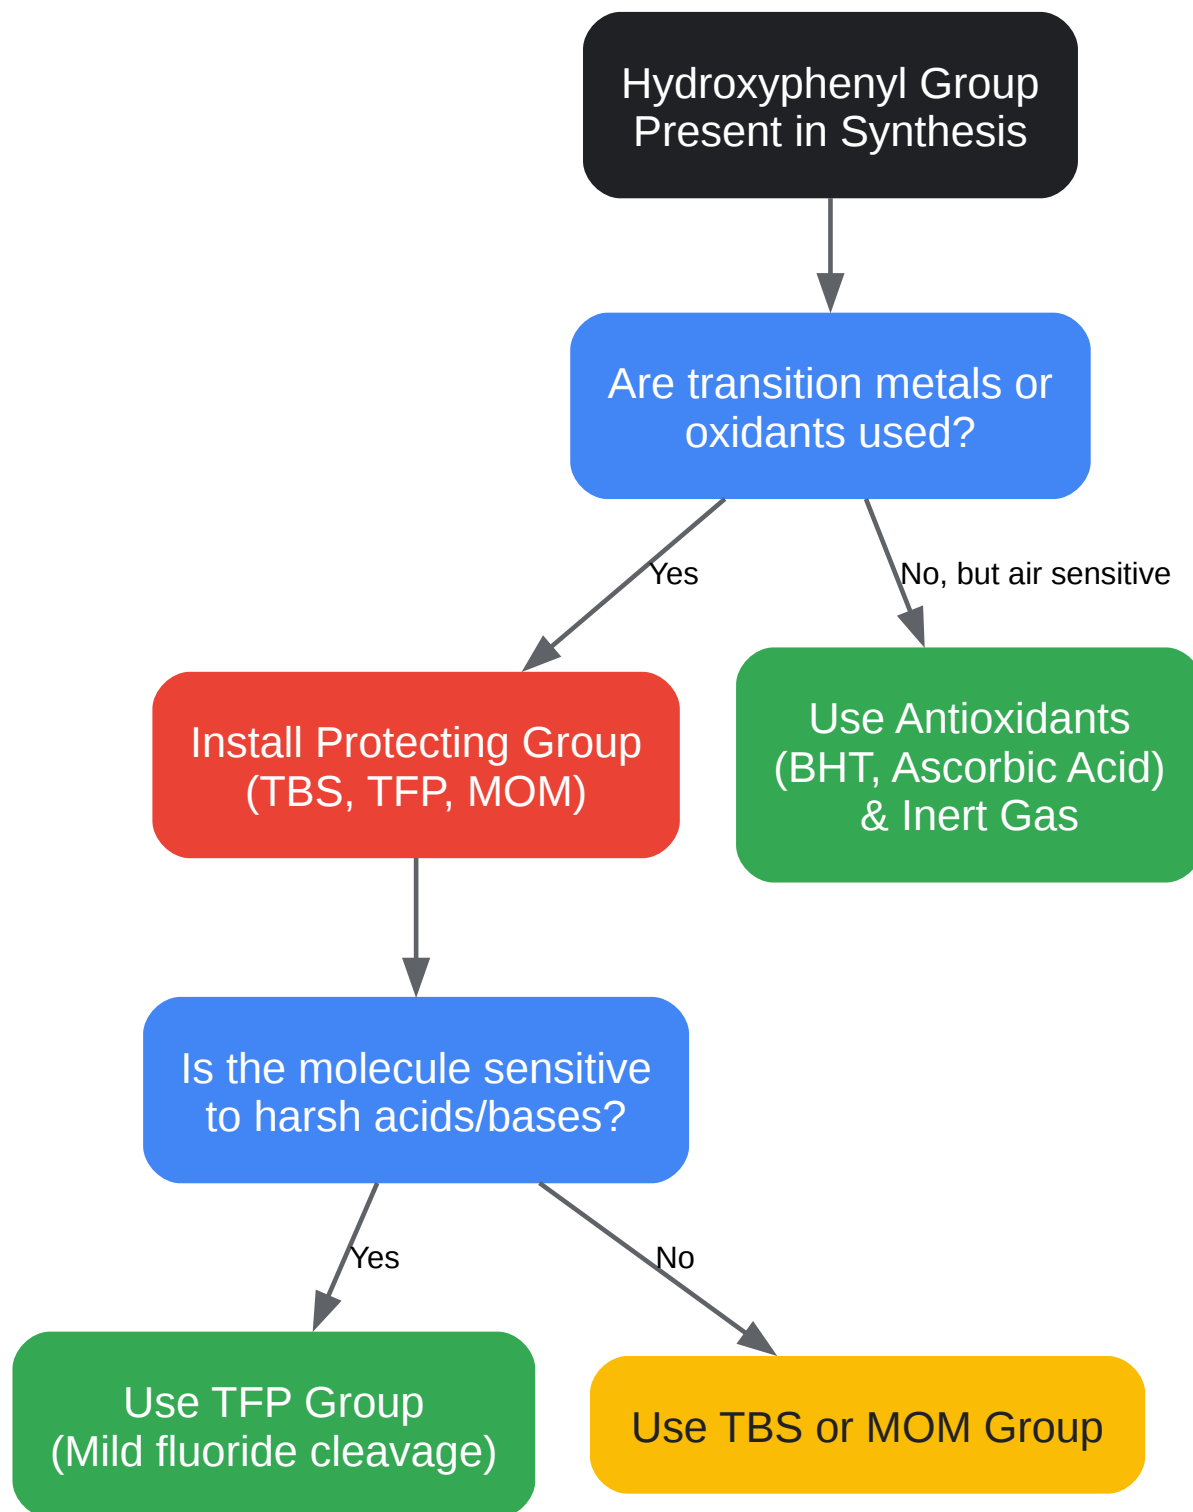 Hydroxyphenyl Group
Present in Synthesis
Are transition metals or
oxidants used?
Yes
No, but air sensitive
Install Protecting Group
(TBS, TFP, MOM)
Use Antioxidants
(BHT, Ascorbic Acid)
& Inert Gas
Is the molecule sensitive
to harsh acids/bases?
Yes
No
Use TFP Group
(Mild fluoride cleavage)
Use TBS or MOM Group